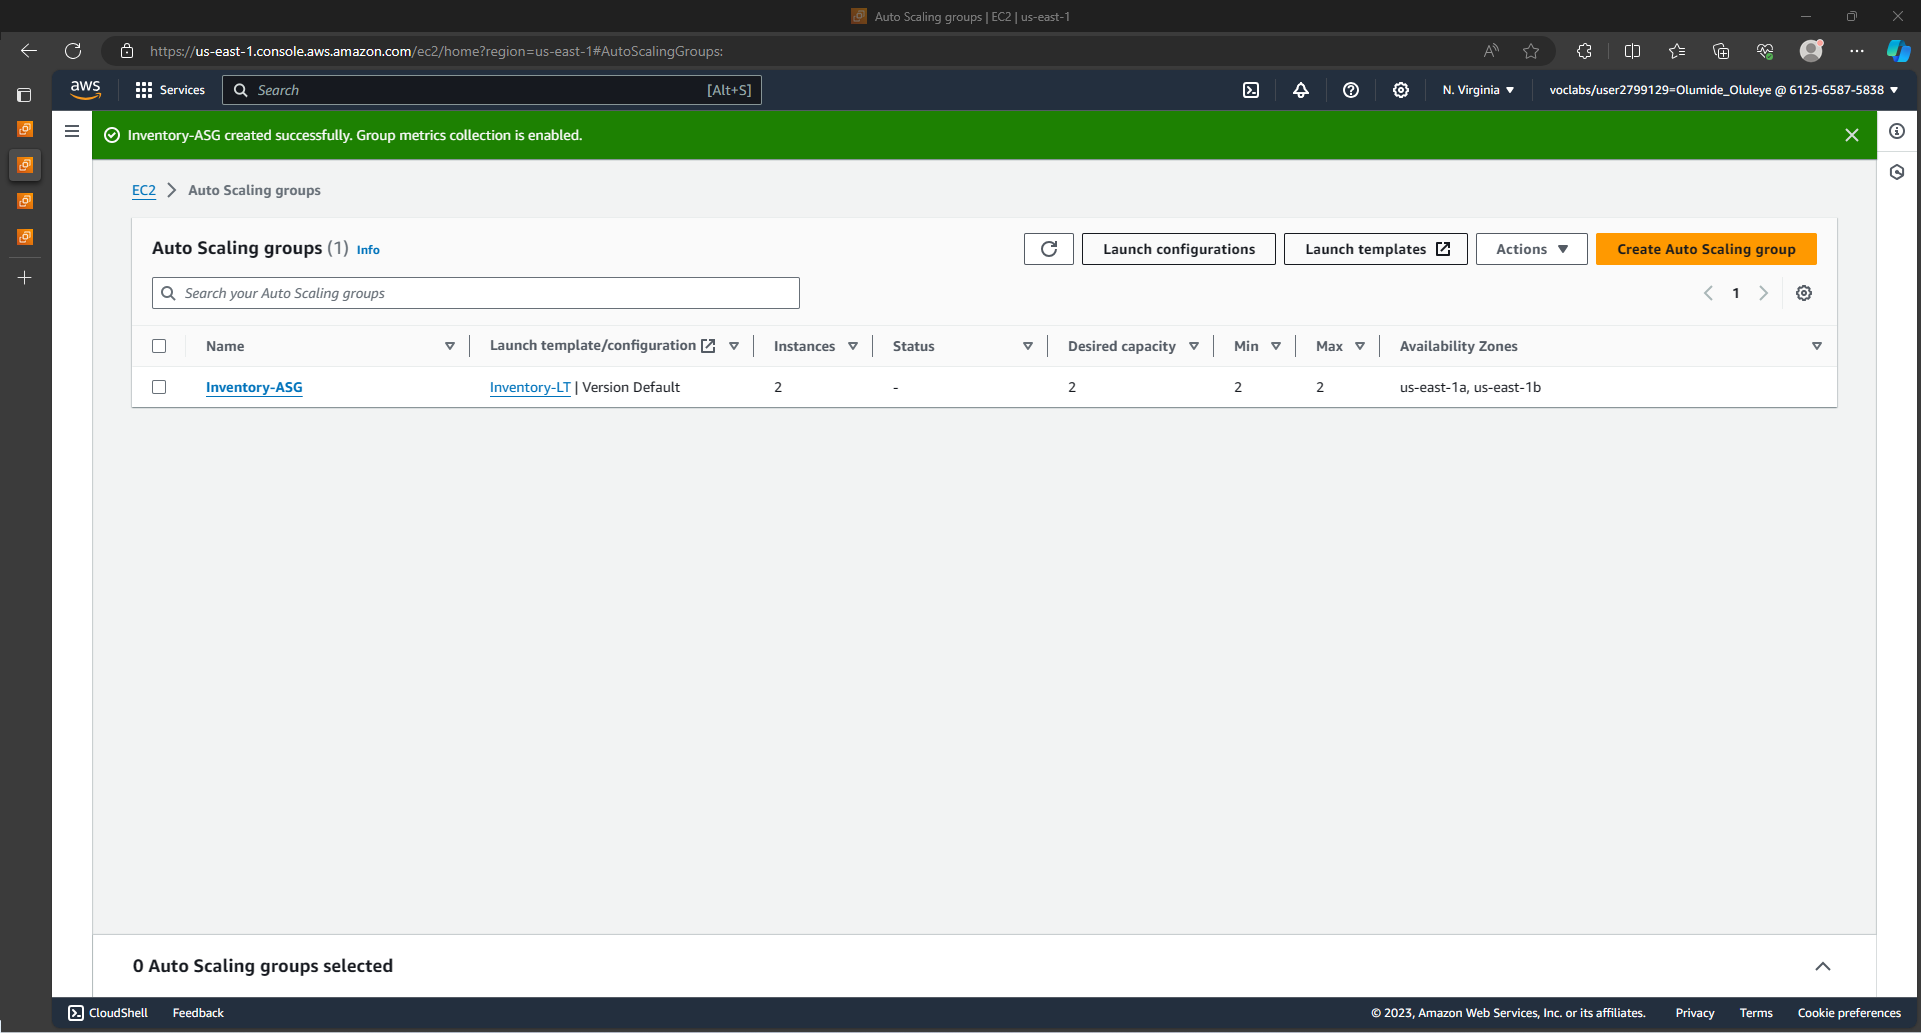 Auto Scaling groups | EC2 | us-east-1
https://us-east-1.console.aws.amazon.com/ec2/home?region=us-east-1#AutoScalingGroups:
aws Services Search [Alt+S] N. Virginia voclabs/user2799129=Olumide_Oluleye @ 6125-6587-5838
Inventory-ASG created successfully. Group metrics collection is enabled.
EC2 Auto Scaling groups
Auto Scaling groups (1) Info Launch configurations Launch templates Actions Create Auto Scaling group
Search your Auto Scaling groups 1
Name Launch template/configuration Instances Status Desired capacity Min Max Availability Zones
Inventory-ASG Inventory-LT | Version Default 2 - 2 2 2 us-east-1a, us-east-1b
0 Auto Scaling groups selected
CloudShell Feedback © 2023, Amazon Web Services, Inc. or its affiliates. Privacy Terms Cookie preferences